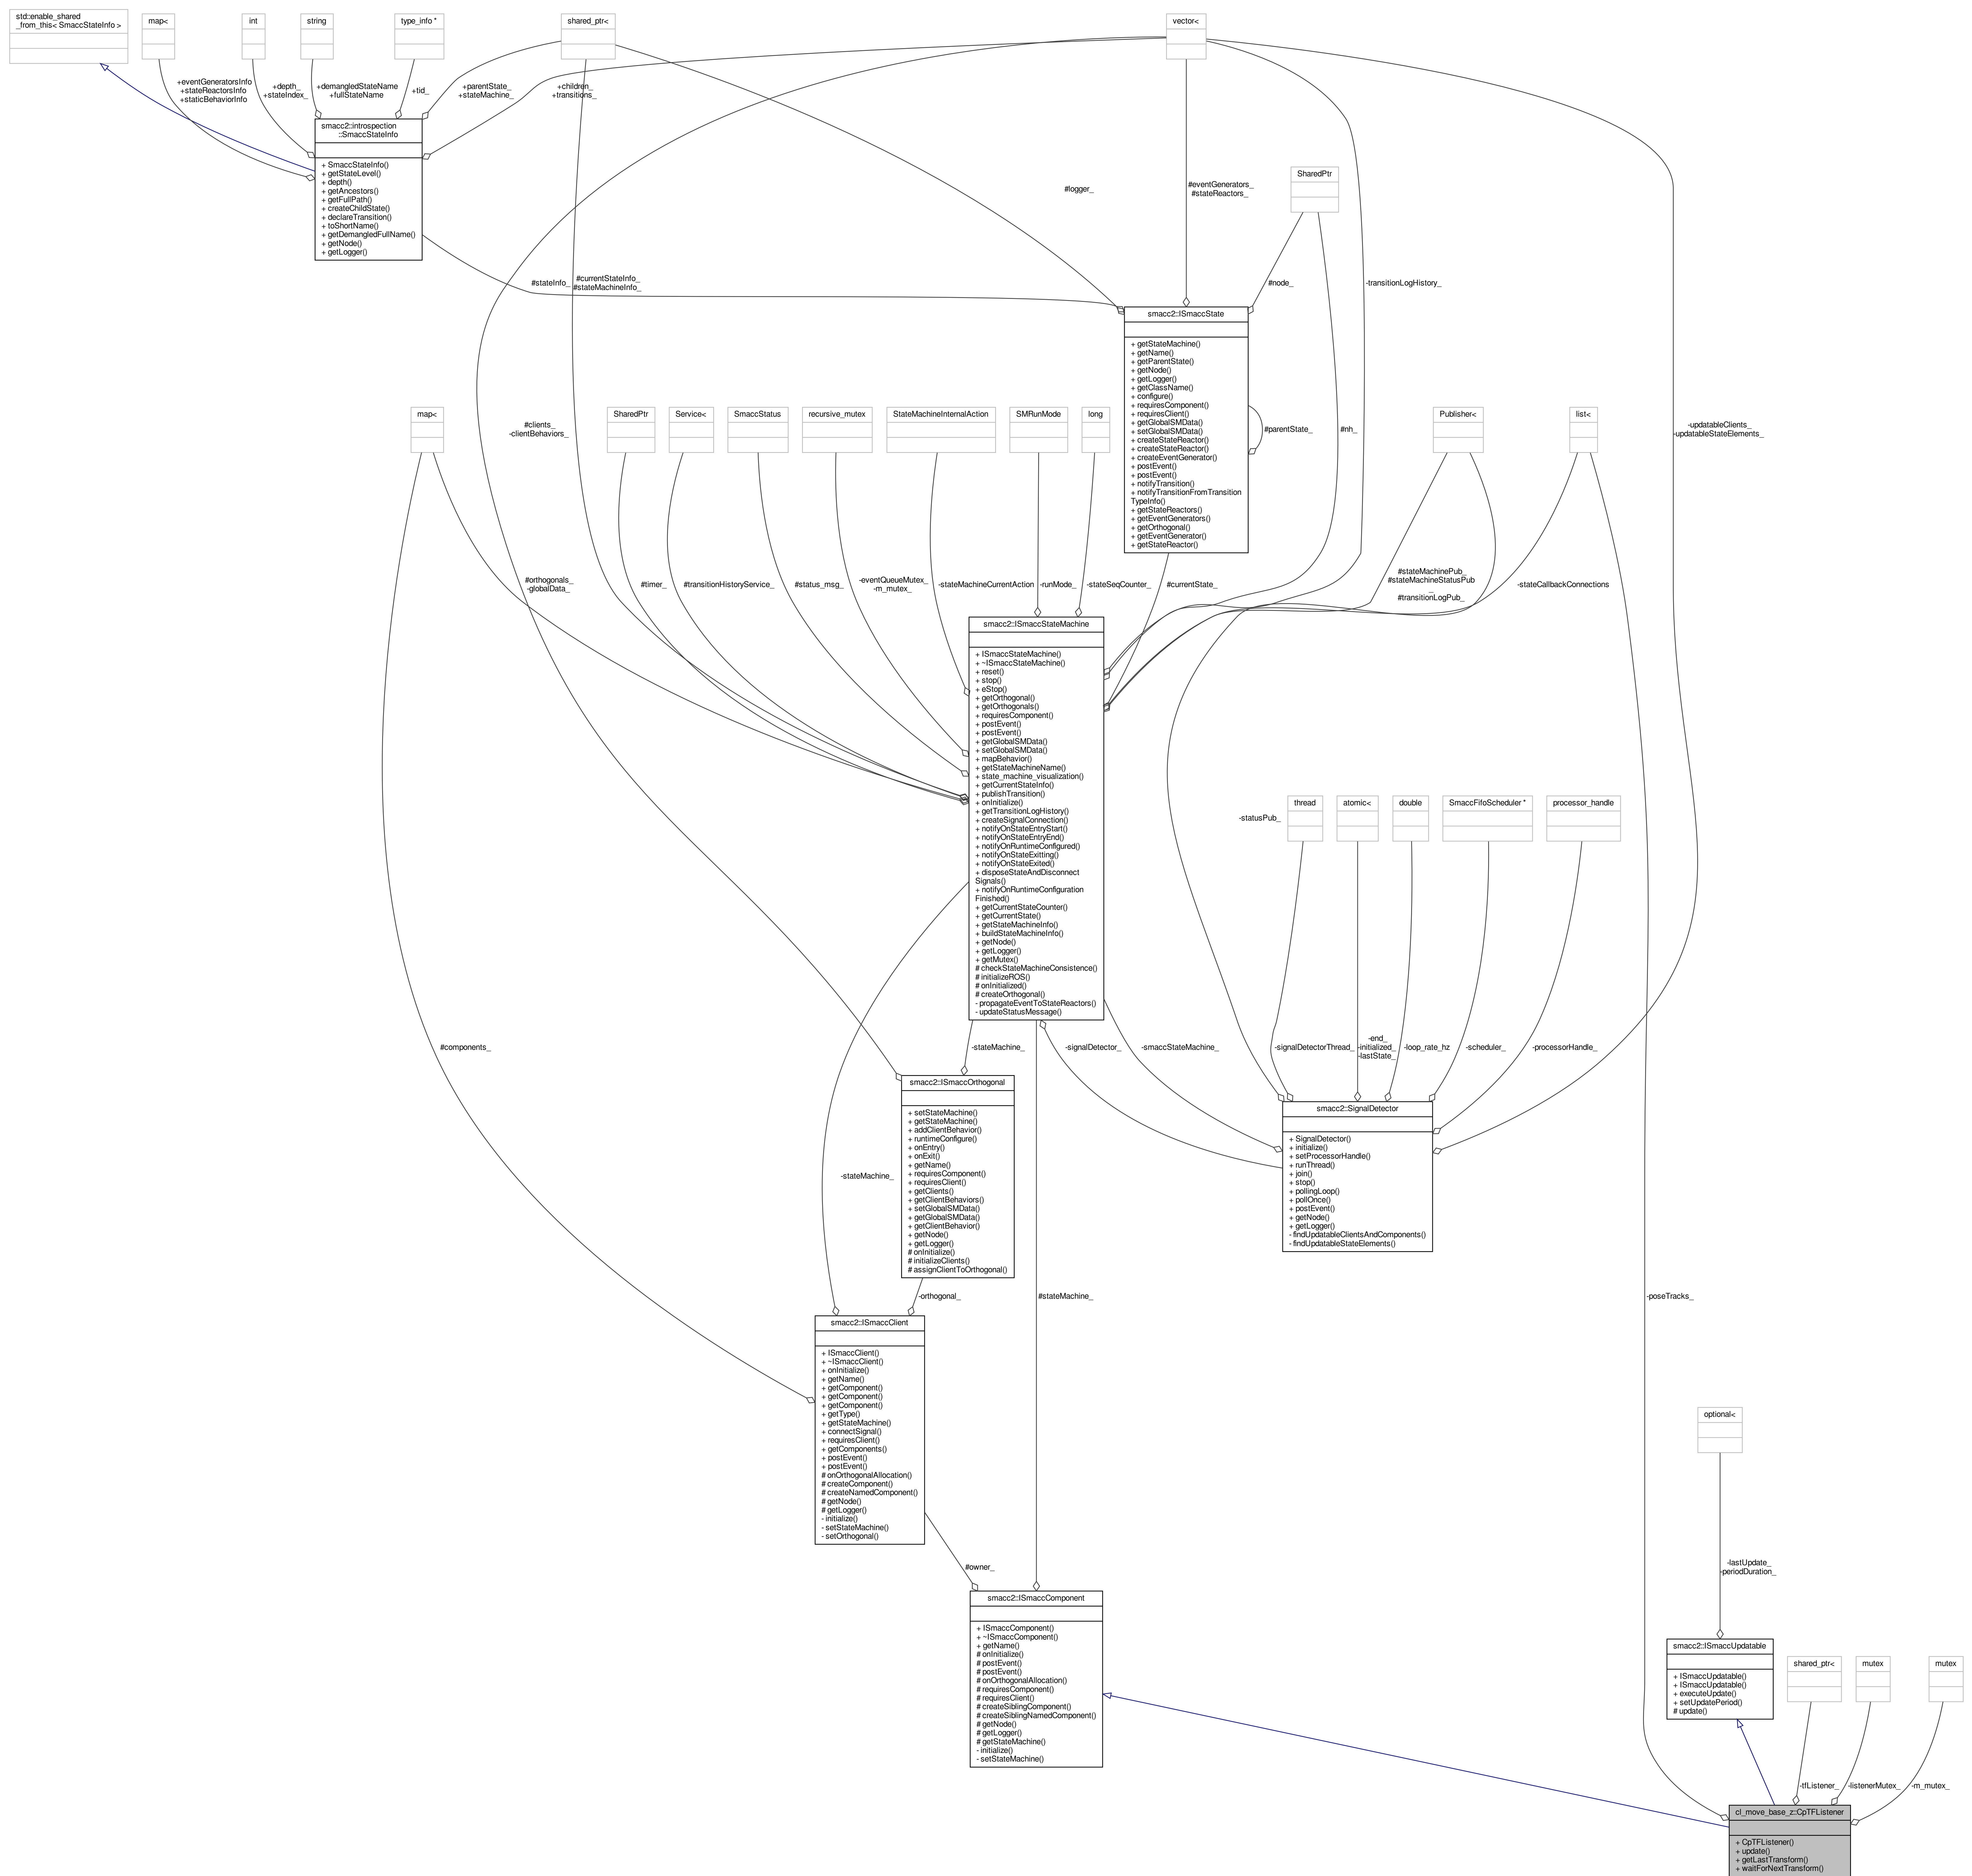 std::enable_shared
_from_this< SmaccStateInfo >
map<
int
string
type_info *
shared_ptr<
vector<
+eventGeneratorsInfo
+stateReactorsInfo
+staticBehaviorInfo
+depth_
+stateIndex_
+demangledStateName
+fullStateName
+tid_
+parentState_
+stateMachine_
+children_
+transitions_
smacc2::introspection
::SmaccStateInfo
+ SmaccStateInfo()
+ getStateLevel()
+ depth()
+ getAncestors()
+ getFullPath()
+ createChildState()
+ declareTransition()
+ toShortName()
+ getDemangledFullName()
+ getNode()
+ getLogger()
#logger_
#eventGenerators_
#stateReactors_
SharedPtr
#stateInfo_
#currentStateInfo_
#stateMachineInfo_
#node_
-transitionLogHistory_
smacc2::ISmaccState
+ getStateMachine()
+ getName()
+ getParentState()
+ getNode()
+ getLogger()
+ getClassName()
+ configure()
+ requiresComponent()
+ requiresClient()
+ getGlobalSMData()
+ setGlobalSMData()
+ createStateReactor()
+ createStateReactor()
+ createEventGenerator()
+ postEvent()
+ postEvent()
+ notifyTransition()
+ notifyTransitionFromTransition
TypeInfo()
+ getStateReactors()
+ getEventGenerators()
+ getOrthogonal()
+ getEventGenerator()
+ getStateReactor()
#parentState_
#nh_
map<
#clients_
-clientBehaviors_
SharedPtr
Service<
SmaccStatus
recursive_mutex
StateMachineInternalAction
SMRunMode
long
Publisher<
list<
-updatableClients_
-updatableStateElements_
#orthogonals_
-globalData_
#timer_
#transitionHistoryService_
#status_msg_
-eventQueueMutex_
-m_mutex_
-stateMachineCurrentAction
-runMode_
-stateSeqCounter_
#currentState_
#stateMachinePub_
#stateMachineStatusPub
_
#transitionLogPub_
-stateCallbackConnections
smacc2::ISmaccStateMachine
+ ISmaccStateMachine()
+ ~ISmaccStateMachine()
+ reset()
+ stop()
+ eStop()
+ getOrthogonal()
+ getOrthogonals()
+ requiresComponent()
+ postEvent()
+ postEvent()
+ getGlobalSMData()
+ setGlobalSMData()
+ mapBehavior()
+ getStateMachineName()
+ state_machine_visualization()
+ getCurrentStateInfo()
+ publishTransition()
+ onInitialize()
+ getTransitionLogHistory()
+ createSignalConnection()
+ notifyOnStateEntryStart()
+ notifyOnStateEntryEnd()
+ notifyOnRuntimeConfigured()
+ notifyOnStateExitting()
+ notifyOnStateExited()
+ disposeStateAndDisconnect
Signals()
+ notifyOnRuntimeConfiguration
Finished()
+ getCurrentStateCounter()
+ getCurrentState()
+ getStateMachineInfo()
+ buildStateMachineInfo()
+ getNode()
+ getLogger()
+ getMutex()
# checkStateMachineConsistence()
# initializeROS()
# onInitialized()
# createOrthogonal()
- propagateEventToStateReactors()
- updateStatusMessage()
-statusPub_
thread
atomic<
double
SmaccFifoScheduler *
processor_handle
#components_
-stateMachine_
-signalDetector_
-smaccStateMachine_
-signalDetectorThread_
-end_
-initialized_
-lastState_
-loop_rate_hz
-scheduler_
-processorHandle_
smacc2::ISmaccOrthogonal
+ setStateMachine()
+ getStateMachine()
+ addClientBehavior()
+ runtimeConfigure()
+ onEntry()
+ onExit()
+ getName()
+ requiresComponent()
+ requiresClient()
+ getClients()
+ getClientBehaviors()
+ setGlobalSMData()
+ getGlobalSMData()
+ getClientBehavior()
+ getNode()
+ getLogger()
# onInitialize()
# initializeClients()
# assignClientToOrthogonal()
smacc2::SignalDetector
+ SignalDetector()
+ initialize()
+ setProcessorHandle()
+ runThread()
+ join()
+ stop()
+ pollingLoop()
+ pollOnce()
+ postEvent()
+ getNode()
+ getLogger()
- findUpdatableClientsAndComponents()
- findUpdatableStateElements()
-stateMachine_
-orthogonal_
#stateMachine_
-poseTracks_
smacc2::ISmaccClient
+ ISmaccClient()
+ ~ISmaccClient()
+ onInitialize()
+ getName()
+ getComponent()
+ getComponent()
+ getComponent()
+ getType()
+ getStateMachine()
+ connectSignal()
+ requiresClient()
+ getComponents()
+ postEvent()
+ postEvent()
# onOrthogonalAllocation()
# createComponent()
# createNamedComponent()
# getNode()
# getLogger()
- initialize()
- setStateMachine()
- setOrthogonal()
optional<
#owner_
-lastUpdate_
-periodDuration_
smacc2::ISmaccComponent
+ ISmaccComponent()
+ ~ISmaccComponent()
+ getName()
# onInitialize()
# postEvent()
# postEvent()
# onOrthogonalAllocation()
# requiresComponent()
# requiresClient()
# createSiblingComponent()
# createSiblingNamedComponent()
# getNode()
# getLogger()
# getStateMachine()
- initialize()
- setStateMachine()
smacc2::ISmaccUpdatable
+ ISmaccUpdatable()
+ ISmaccUpdatable()
+ executeUpdate()
+ setUpdatePeriod()
# update()
shared_ptr<
mutex
mutex
-tfListener_
-listenerMutex_
-m_mutex_
cl_move_base_z::CpTFListener
+ CpTFListener()
+ update()
+ getLastTransform()
+ waitForNextTransform()